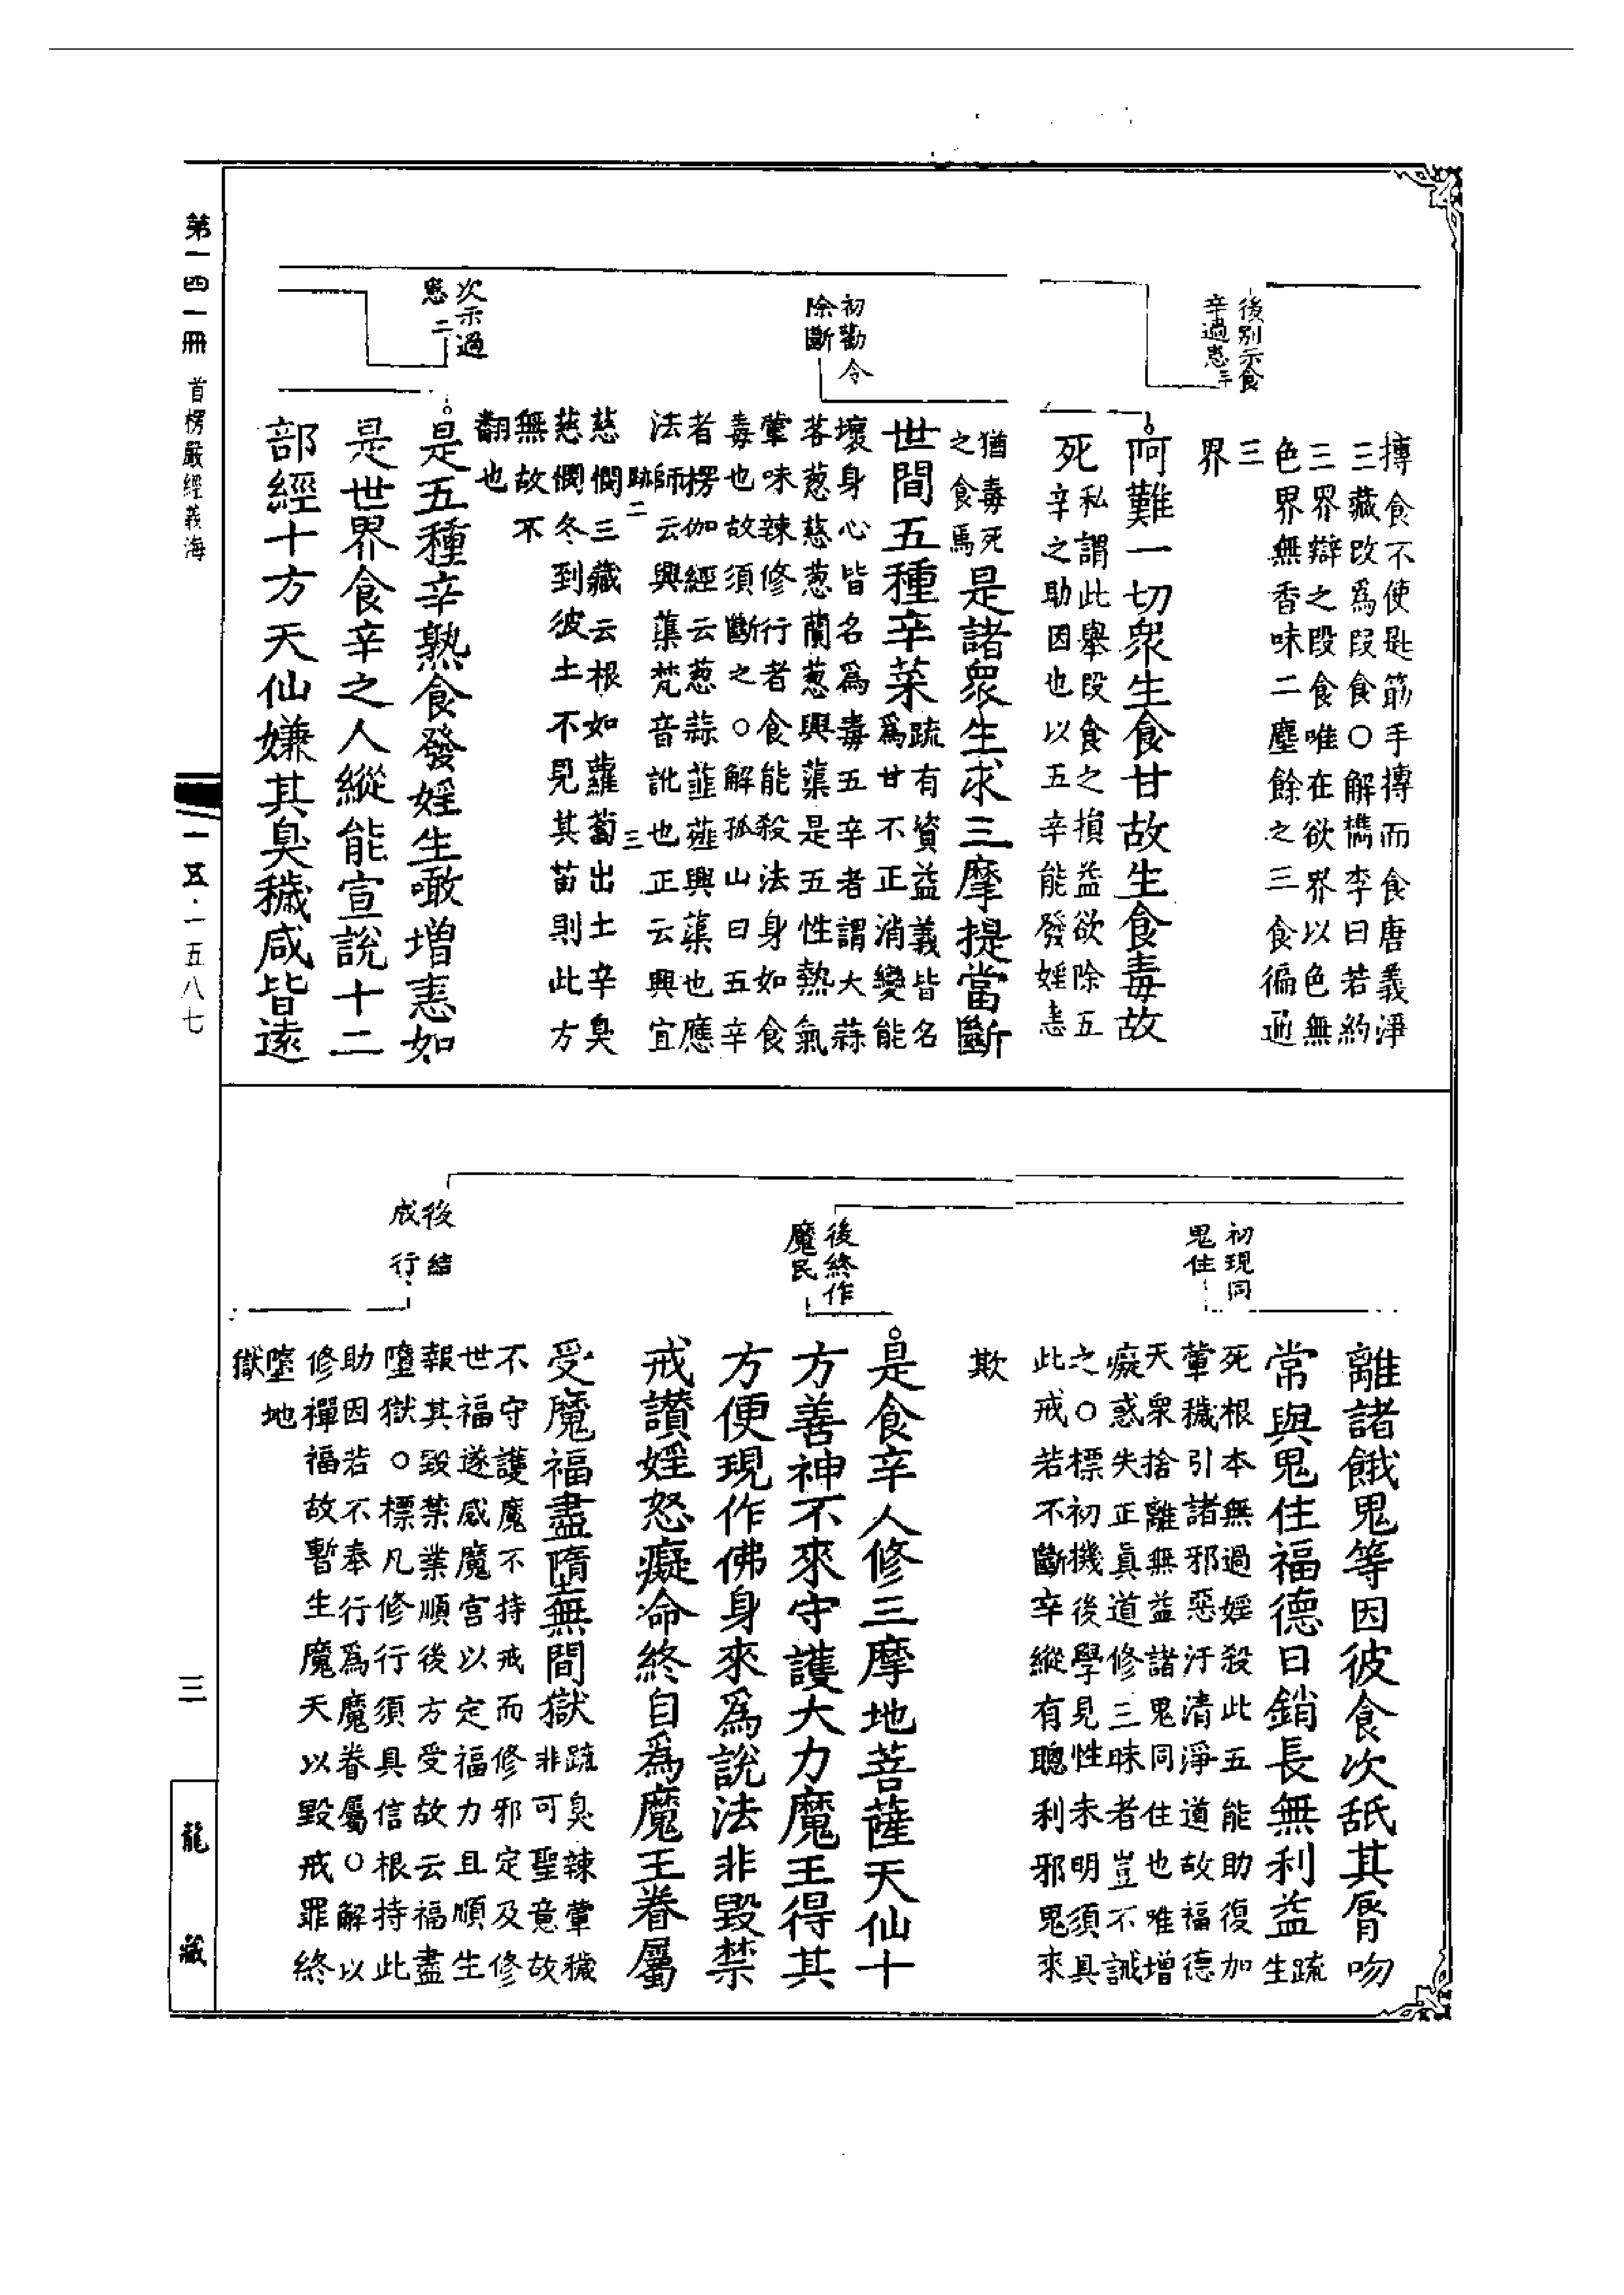 後別示食
辛過患三
搏食不使匙筯手搏而食唐義淨
三藏改爲段食○解檇李曰若約
三界辯之段食唯在欲界以色無
色界無香味二塵餘之三食徧通
三
界
阿難一切衆生食甘故生食毒故
死私謂此舉段食之損益欲除五
辛之助因也以五辛能發婬恚
猶毒死
之食焉
是諸衆生求三摩提當斷
初勸令
除斷
世間五種辛菜疏有資益義皆名
爲甘不正消變能
壞身心皆名爲毒五辛者謂大蒜
茖葱慈葱蘭葱興蕖是五性熱氣
葷味辣修行者食能殺法身如食
毒也故須斷之○解孤山曰五辛
者楞伽經云葱蒜韮薤興蕖也應
法師云興蕖梵音訛也正云興宜
跡二
三
慈憫三藏云根如蘿蔔出土辛臭
慈憫冬到彼土不見其苗則此方
無故不
翻也
次示過
患二
是五種辛熟食發婬生噉增恚如
是世界食辛之人縱能宣說十二
部經十方天仙嫌其臭穢咸皆遠
第一四一冊
首楞嚴經義海
一五·一五八七
離諸餓鬼等因彼食次舐其脣吻
初現同
鬼住
常與鬼住福德日銷長無利益疏
生
死根本無過婬殺此五能助復加
葷穢引諸邪惡汙清淨道故福德
天衆捨離無益諸鬼同住也唯增
癡惑失正眞道修三昧者豈不誡
之○標初機後學見性未明須具
此戒若不斷辛縱有聰利邪鬼來
欺
後終作
魔民
是食辛人修三摩地菩薩天仙十
方善神不來守護大力魔王得其
方便現作佛身來爲說法非毀禁
戒讚婬怒癡命終自爲魔王眷屬
受魔福盡墮無間獄疏臭辣葷穢
非可聖意故
不守護魔不持戒而修邪定及修
世福遂感魔宮以定福力且順生
報其毀禁業順後方受故云福盡
墮獄○標凡修行須具信根持此
助因若不奉行爲魔眷屬○解以
修禪福故暫生魔天以毀戒罪終
墮地
獄
後結
成行
三
龍藏